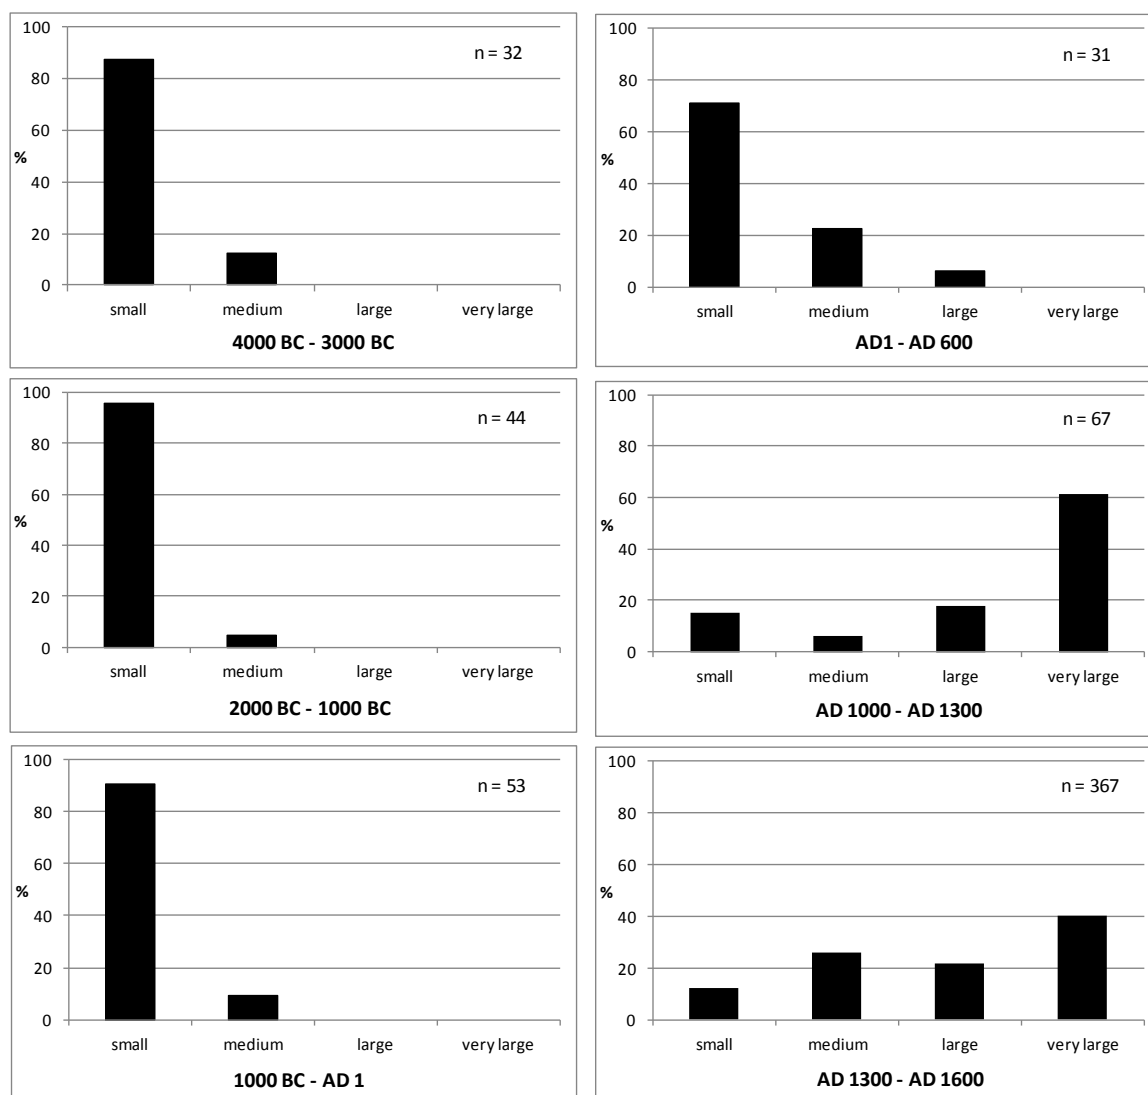 100
n = 32
80
60
%
40
20
0
small medium large very large
4000 BC - 3000 BC
100
n = 31
80
60
%
40
20
0
small medium large very large
AD1 - AD 600
100
n = 44
80
60
%
40
20
0
small medium large very large
2000 BC - 1000 BC
100
n = 67
80
60
%
40
20
0
small medium large very large
AD 1000 - AD 1300
100
n = 53
80
60
%
40
20
0
small medium large very large
1000 BC - AD 1
100
n = 367
80
60
%
40
20
0
small medium large very large
AD 1300 - AD 1600